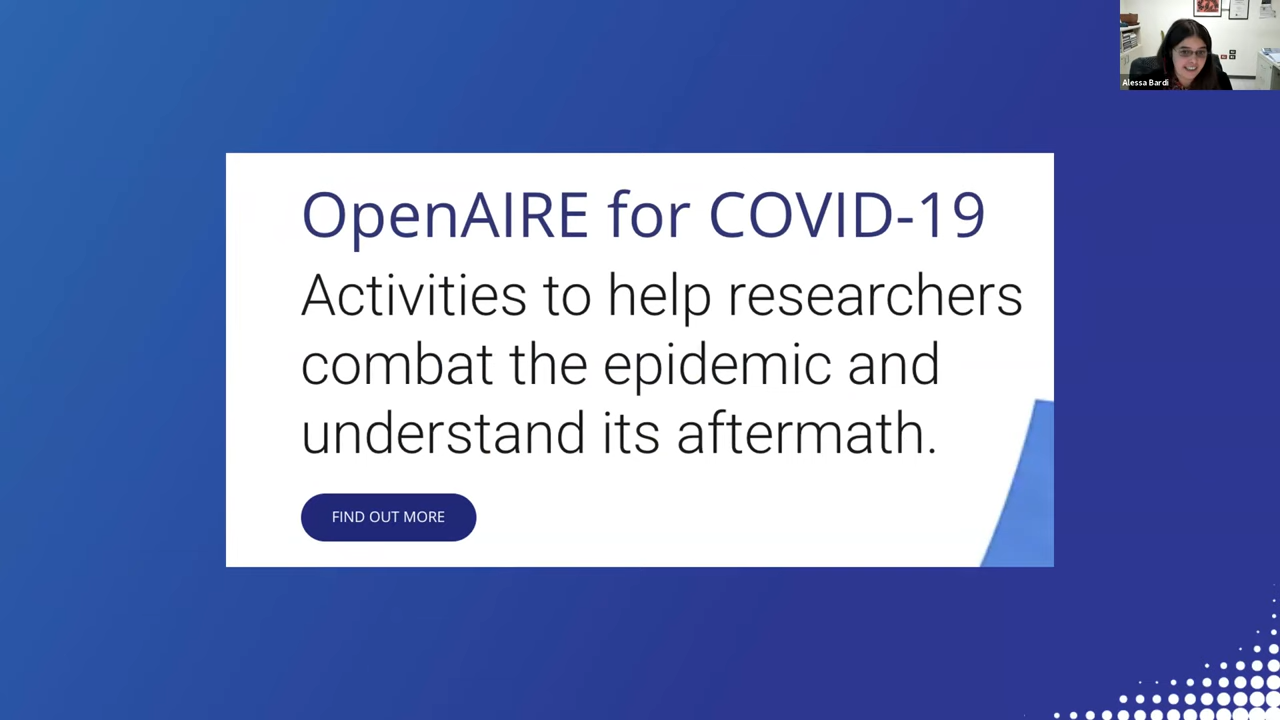 Alessa Bardi
OpenAIRE for COVID-19
Activities to help researchers
combat the epidemic and
understand its aftermath.
FIND OUT MORE